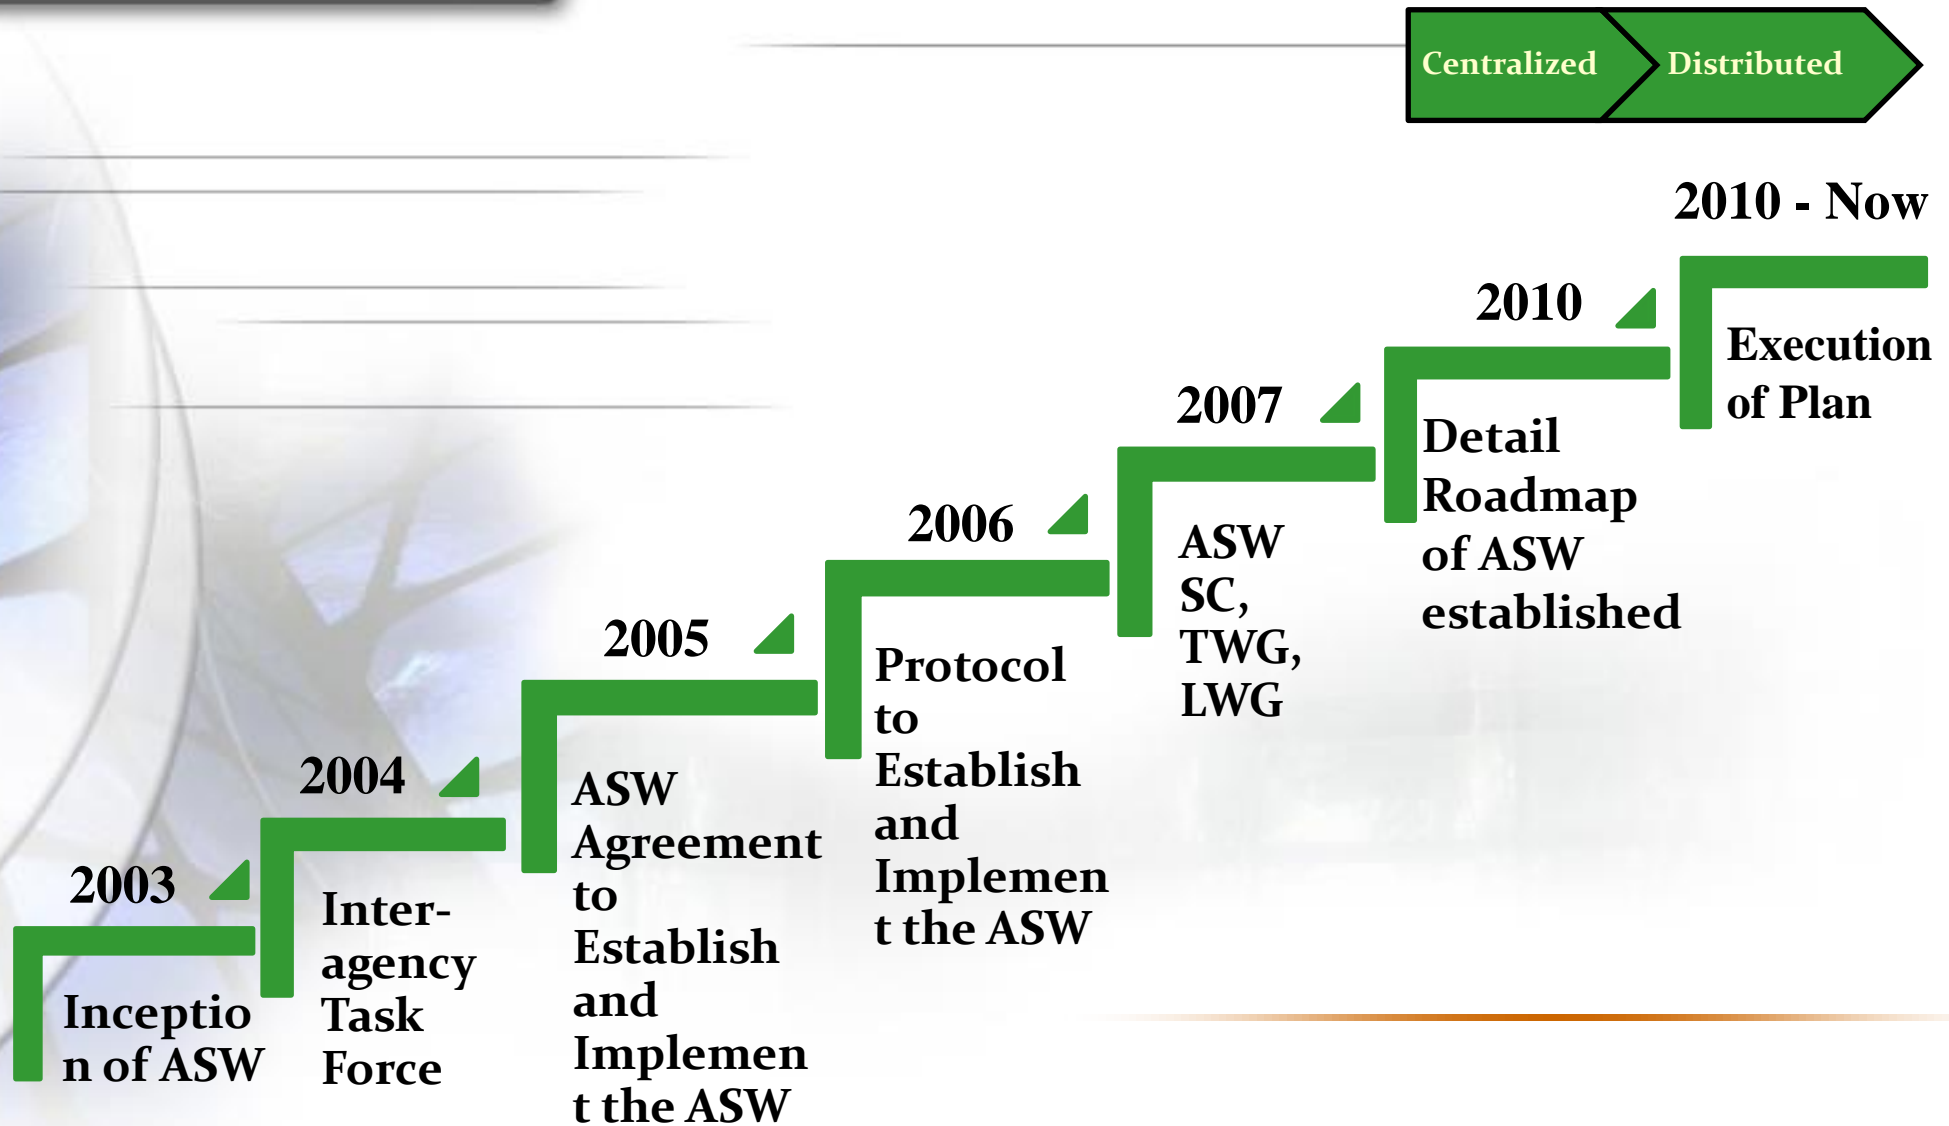 Centralized
Distributed
2003
Inceptio
n of ASW
2004
Inter-
agency
Task
Force
2005
ASW
Agreement
to
Establish
and
Implemen
t the ASW
2006
Protocol
to
Establish
and
Implemen
t the ASW
2007
ASW
SC,
TWG,
LWG
2010
Detail
Roadmap
of ASW
established
2010 - Now
Execution
of Plan